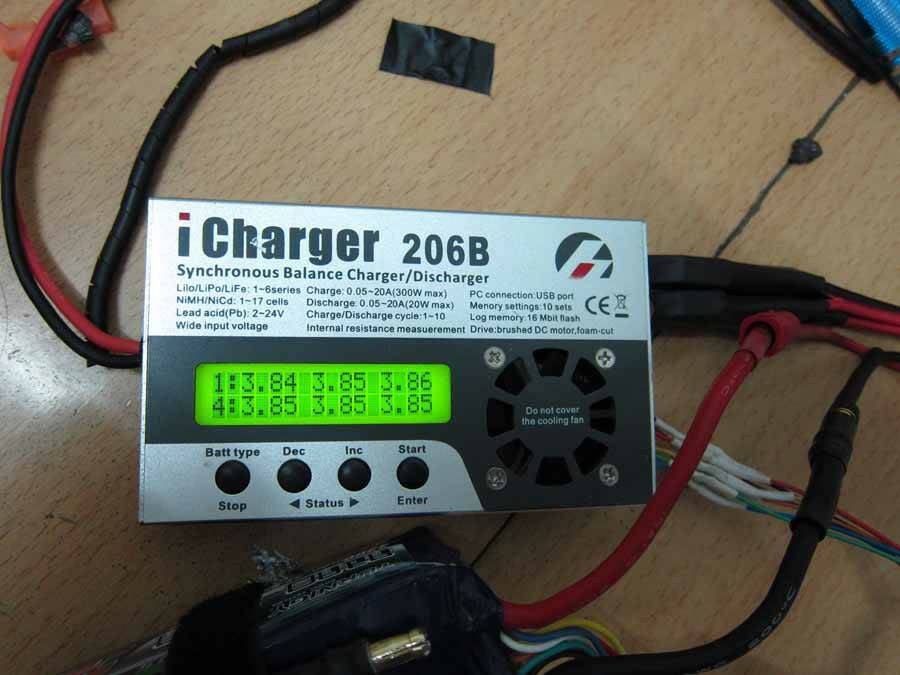 iCharger 206B
Synchronous Balance Charger/Discharger
LiIo/LiPo/LiFe: 1~6series Charge: 0.05~20A(300W max) PC connection:USB port
NiMH/NiCd: 1~17 cells Discharge: 0.05~20A(20W max) Menory settings:10 sets
Lead acid(Pb): 2~24V Charge/Discharge cycle:1~10 Log memory:16 Mbit flash
Wide input voltage Internal resistance measuerement Drive:brushed DC motor,foam-cut
CE
1:3.84 3.85 3.86
4:3.85 3.85 3.85
Do not cover
the cooling fan
Batt type Dec Inc Start
Stop ◀ Status ▶ Enter
200°C